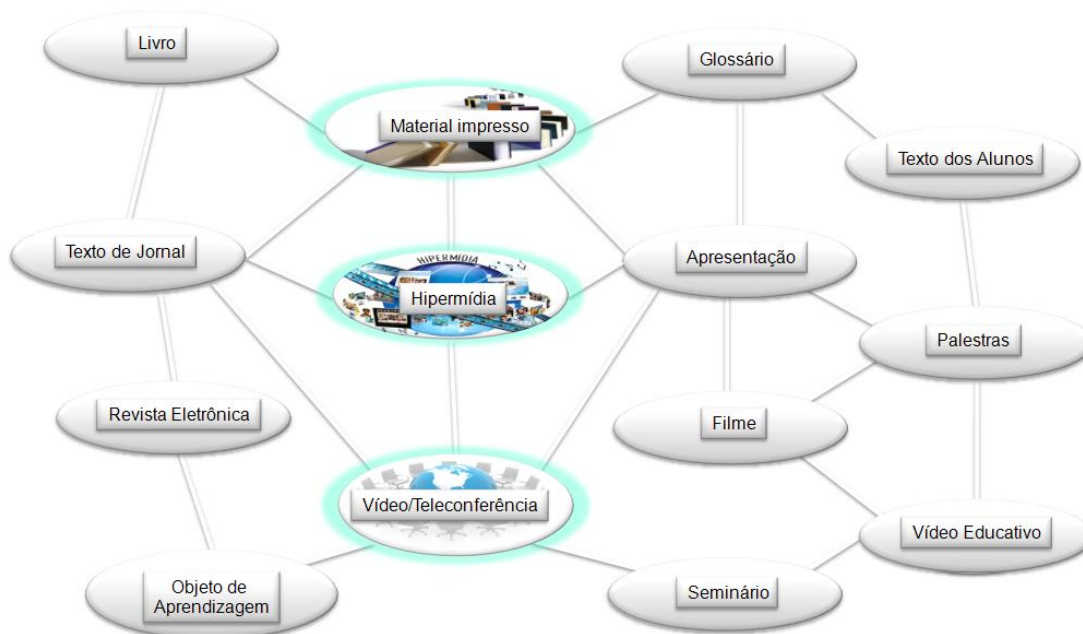 Livro
Glossário
Material impresso
Texto dos Alunos
Texto de Jornal
HIPERMÍDIA
Apresentação
Hipermídia
Palestras
Revista Eletrônica
Filme
Vídeo/Teleconferência
Vídeo Educativo
Objeto de
Aprendizagem
Seminário